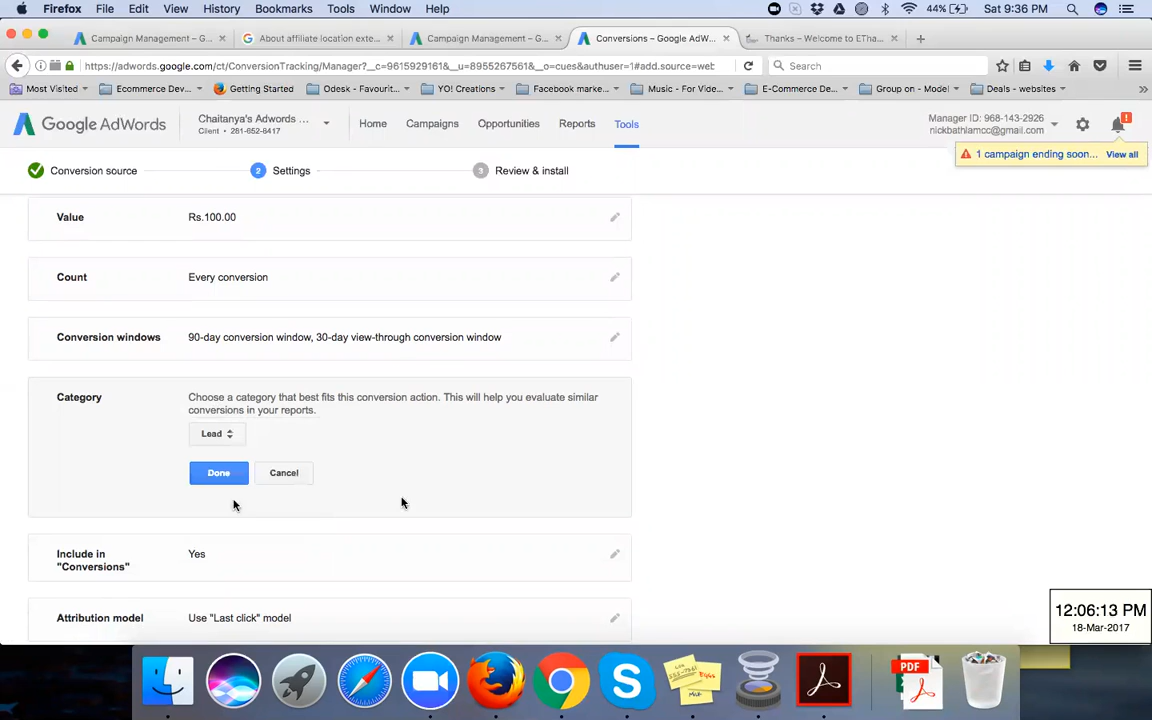 Firefox File Edit View History Bookmarks Tools Window Help 44% Sat 9:36 PM
Campaign Management – G... × About affiliate location exte... × Campaign Management – G... × Conversions – Google AdW... × Thanks – Welcome to ETha... ×
https://adwords.google.com/ct/ConversionTracking/Manager?__c=9615929161&__u=8955267561&__o=cues&authuser=1#add.source=web Search
Most Visited Ecommerce Dev... Getting Started Odesk - Favourit... YO! Creations Facebook marke... Music - For Vide... E-Commerce De... Group on - Model Deals - websites
Google AdWords
Chaitanya's Adwords ...
Client • 281-652-8417
Home Campaigns Opportunities Reports Tools
Manager ID: 968-143-2926
nickbathlamcc@gmail.com
1 campaign ending soon... View all
Conversion source 2 Settings 3 Review & install
Value Rs.100.00
Count Every conversion
Conversion windows 90-day conversion window, 30-day view-through conversion window
Category Choose a category that best fits this conversion action. This will help you evaluate similar
conversions in your reports.
Lead
Done Cancel
Include in
"Conversions" Yes
Attribution model Use "Last click" model
12:06:13 PM
18-Mar-2017
PDF